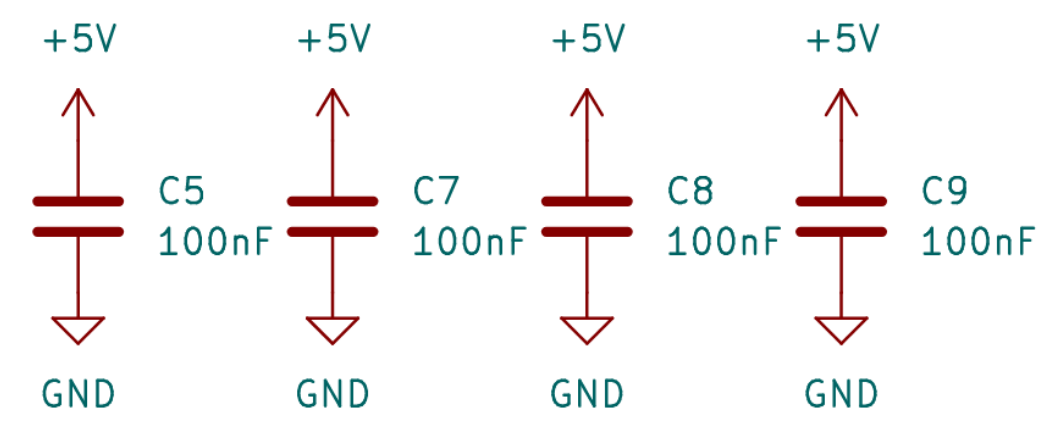 +5V +5V +5V +5V
C5 C7 C8 C9
100nF 100nF 100nF 100nF
GND GND GND GND